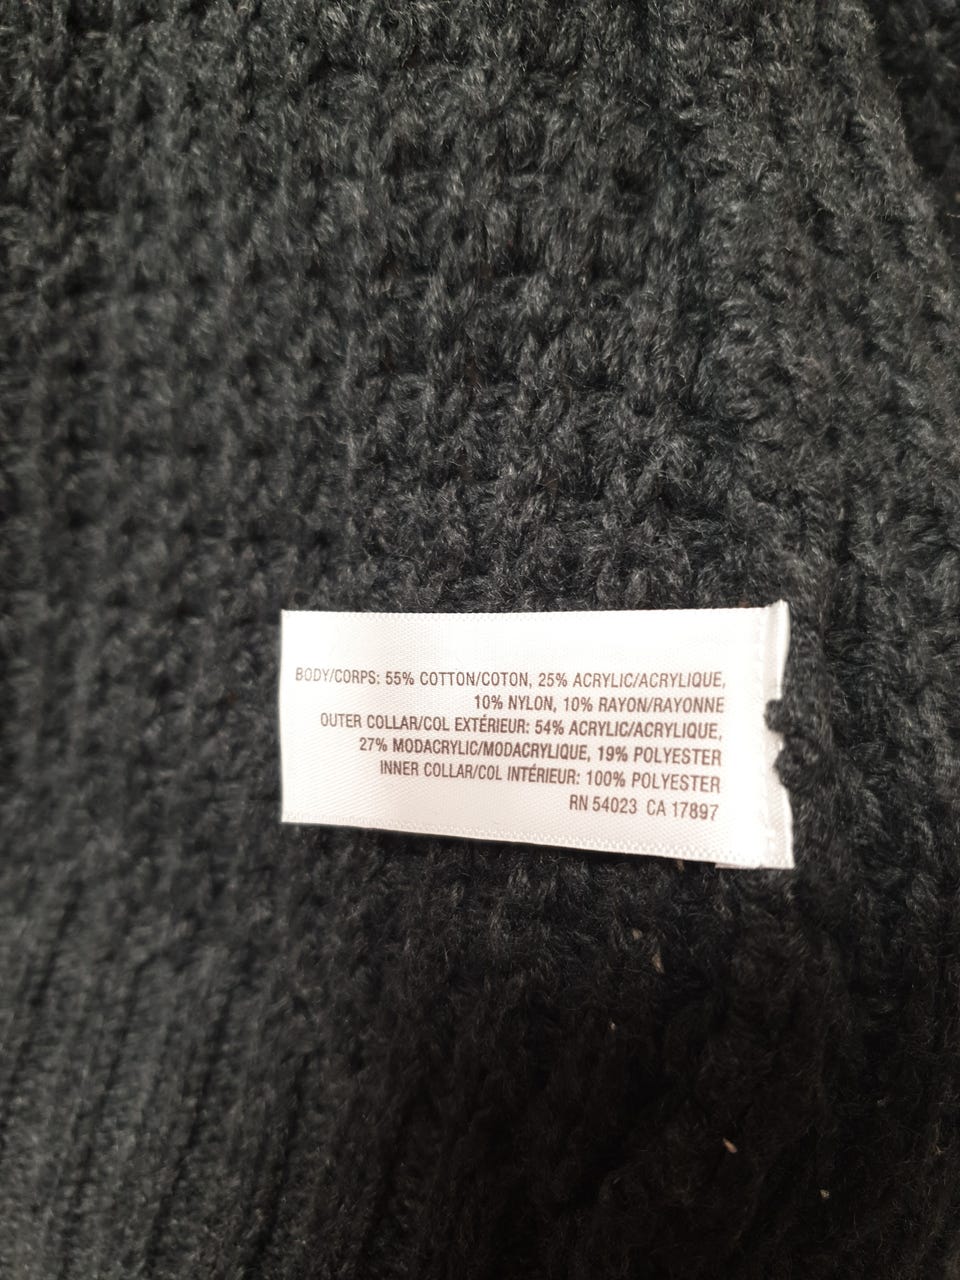 BODY/CORPS: 55% COTTON/COTON, 25% ACRYLIC/ACRYLIQUE,
10% NYLON, 10% RAYON/RAYONNE
OUTER COLLAR/COL EXTÉRIEUR: 54% ACRYLIC/ACRYLIQUE,
27% MODACRYLIC/MODACRYLIQUE, 19% POLYESTER
INNER COLLAR/COL INTÉRIEUR: 100% POLYESTER
RN 54023 CA 17897